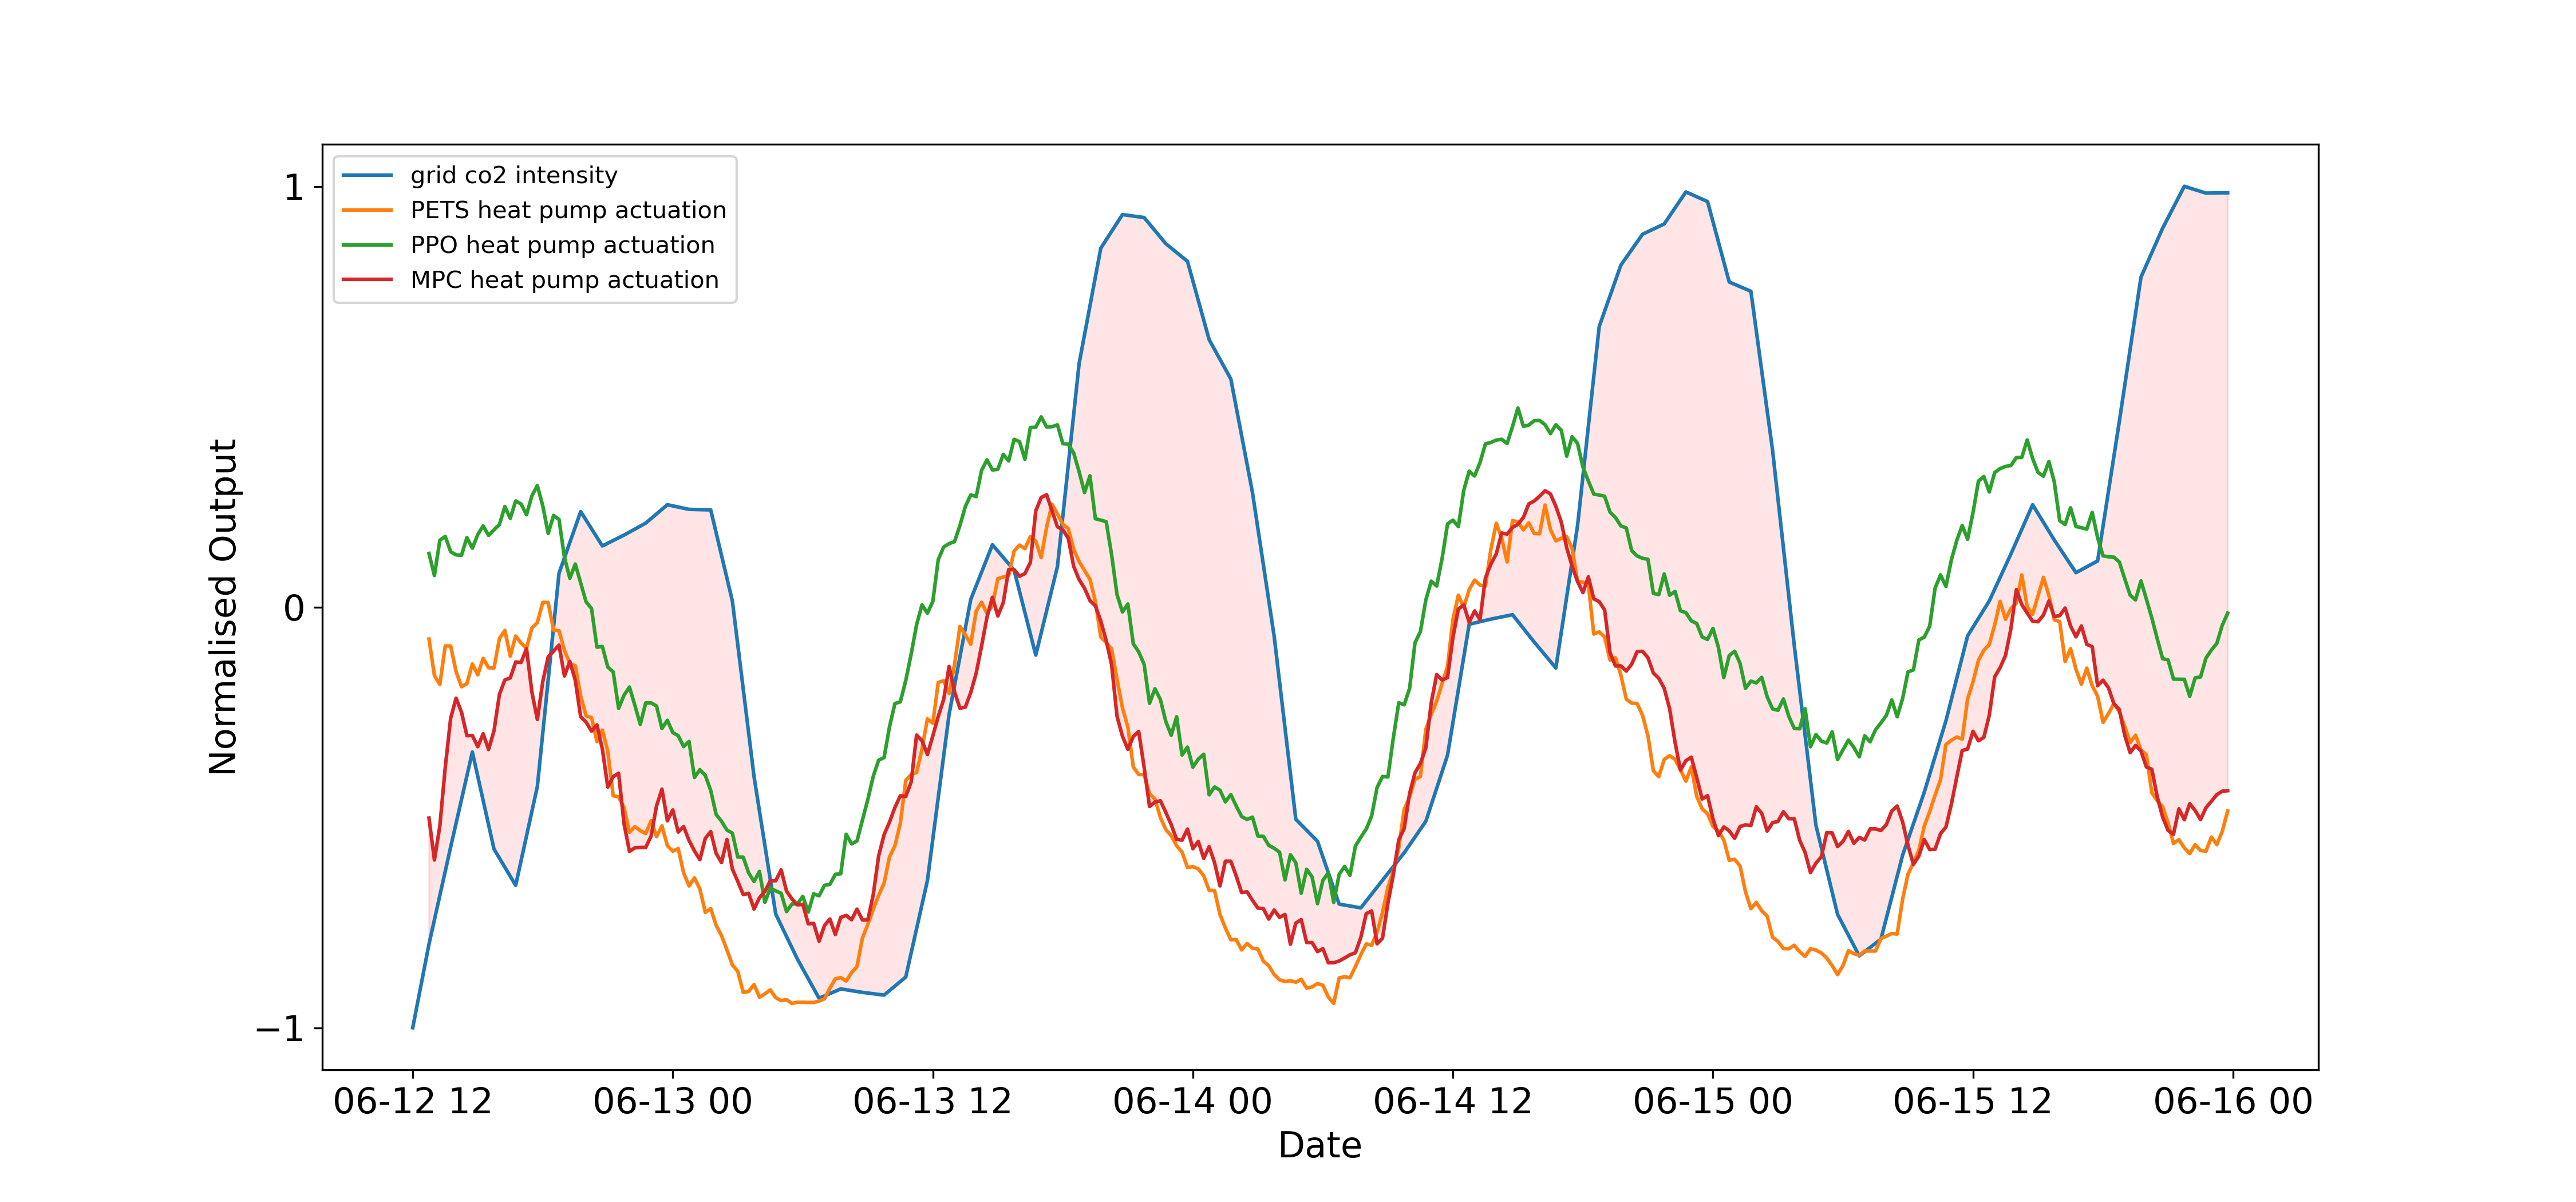 grid co2 intensity
PETS heat pump actuation
PPO heat pump actuation
MPC heat pump actuation
1
0
−1
Normalised Output
06-12 12 06-13 00 06-13 12 06-14 00 06-14 12 06-15 00 06-15 12 06-16 00
Date